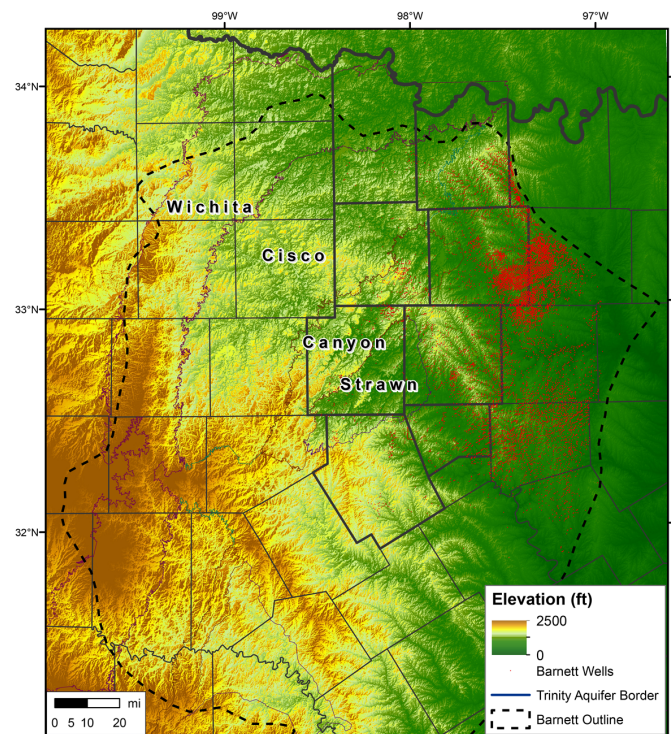 99°W 98°W 97°W
34°N
33°N
32°N
Wichita
Cisco
Canyon
Strawn
Elevation (ft)
2500
0
Barnett Wells
Trinity Aquifer Border
Barnett Outline
mi
0 5 10 20